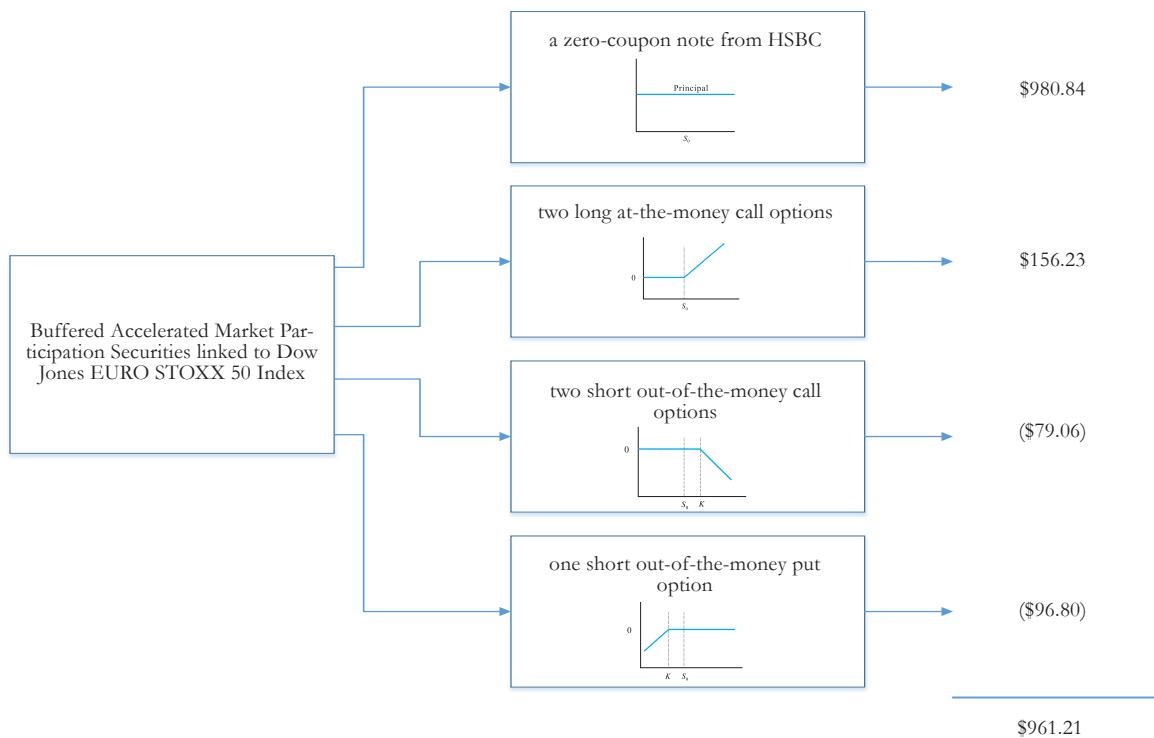 a zero-coupon note from HSBC
Principal
S0
$980.84
two long at-the-money call options
0
S0
$156.23
Buffered Accelerated Market Par-
ticipation Securities linked to Dow
Jones EURO STOXX 50 Index
two short out-of-the-money call
options
0
S0 K
($79.06)
one short out-of-the-money put
option
0
K S0
($96.80)
$961.21